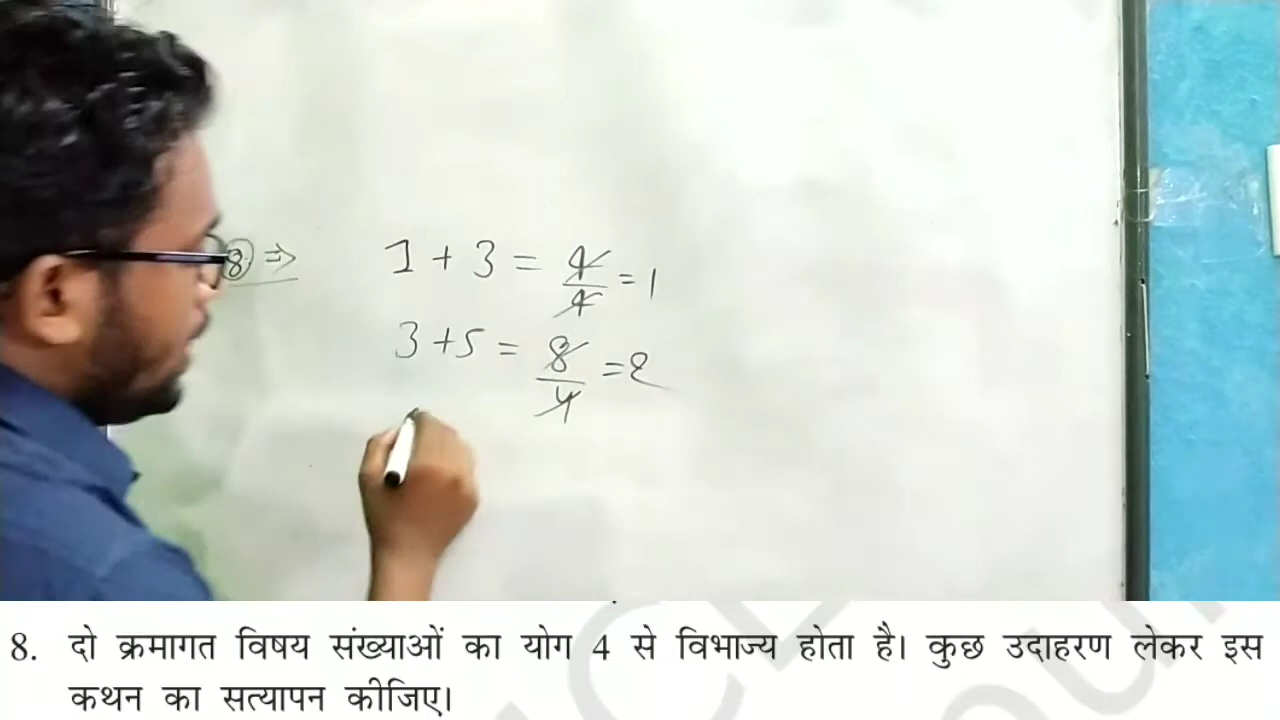 ⑧ ⇒ 1 + 3 = 4/4 = 1
3 + 5 = 8/4 = 2
8. दो क्रमागत विषय संख्याओं का योग 4 से विभाज्य होता है। कुछ उदाहरण लेकर इस
कथन का सत्यापन कीजिए।